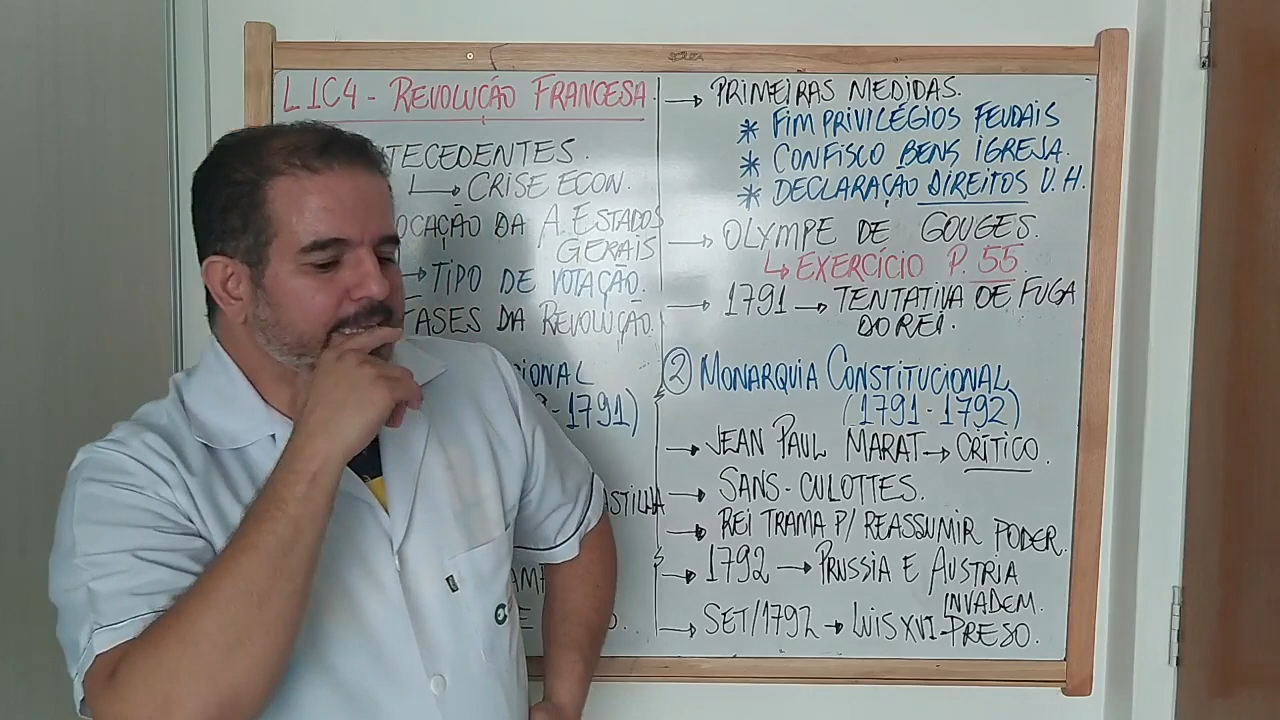 L1C4 - REVOLUÇÃO FRANCESA
TECEDENTES.
CRISE ECON.
OCAÇÃO DA A. ESTADOS
GERAIS
TIPO DE VOTAÇÃO.
FASES DA REVOLUÇÃO.
IONAL
-1791)
ASTILHA
PRIMEIRAS MEDIDAS.
* FIM PRIVILÉGIOS FEUDAIS
* CONFISCO BENS IGREJA.
* DECLARAÇÃO DIREITOS U.H.
OLYMPE DE GOUGES.
EXERCÍCIO P. 55
1791 → TENTATIVA DE FUGA
DO REI.
2 MONARQUIA CONSTITUCIONAL
(1791-1792)
JEAN PAUL MARAT → CRÍTICO.
SANS-CULOTTES.
REI TRAMA P/ REASSUMIR PODER.
1792 → PRUSSIA E ÁUSTRIA
INVADEM.
SET/1792 → LUIS XVI-PRESO.